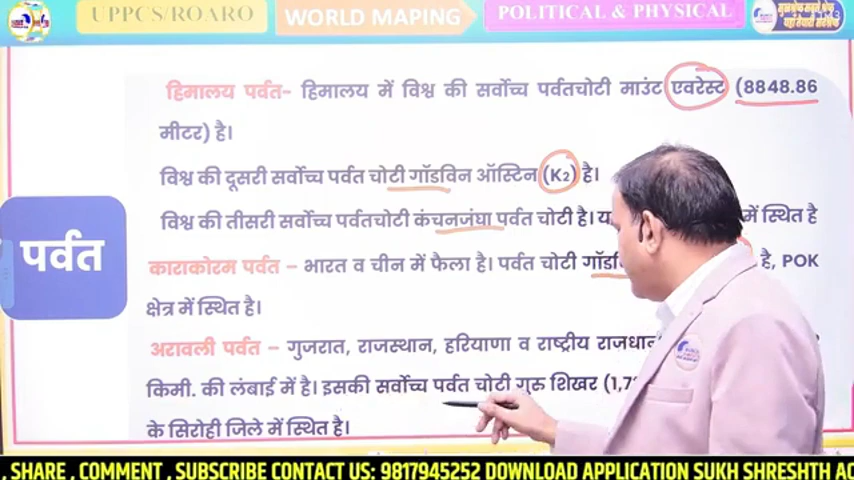 UPPCS/ROARO
WORLD MAPING
POLITICAL & PHYSICAL
हिमालय पर्वत- हिमालय में विश्व की सर्वोच्च पर्वतचोटी माउंट एवरेस्ट (8848.86
मीटर) है।
विश्व की दूसरी सर्वोच्च पर्वत चोटी गॉडविन ऑस्टिन (K2) है।
विश्व की तीसरी सर्वोच्च पर्वतचोटी कंचनजंघा पर्वत चोटी है। में स्थित है
पर्वत
काराकोरम पर्वत – भारत व चीन में फैला है। पर्वत चोटी है, POK
क्षेत्र में स्थित है।
अरावली पर्वत – गुजरात, राजस्थान, हरियाणा व राष्ट्रीय
किमी. की लंबाई में है। इसकी सर्वोच्च पर्वत चोटी गुरु शिखर
के सिरोही जिले में स्थित है।
, SHARE , COMMENT , SUBSCRIBE CONTACT US: 9817945252 DOWNLOAD APPLICATION SUKH SHRESHTH